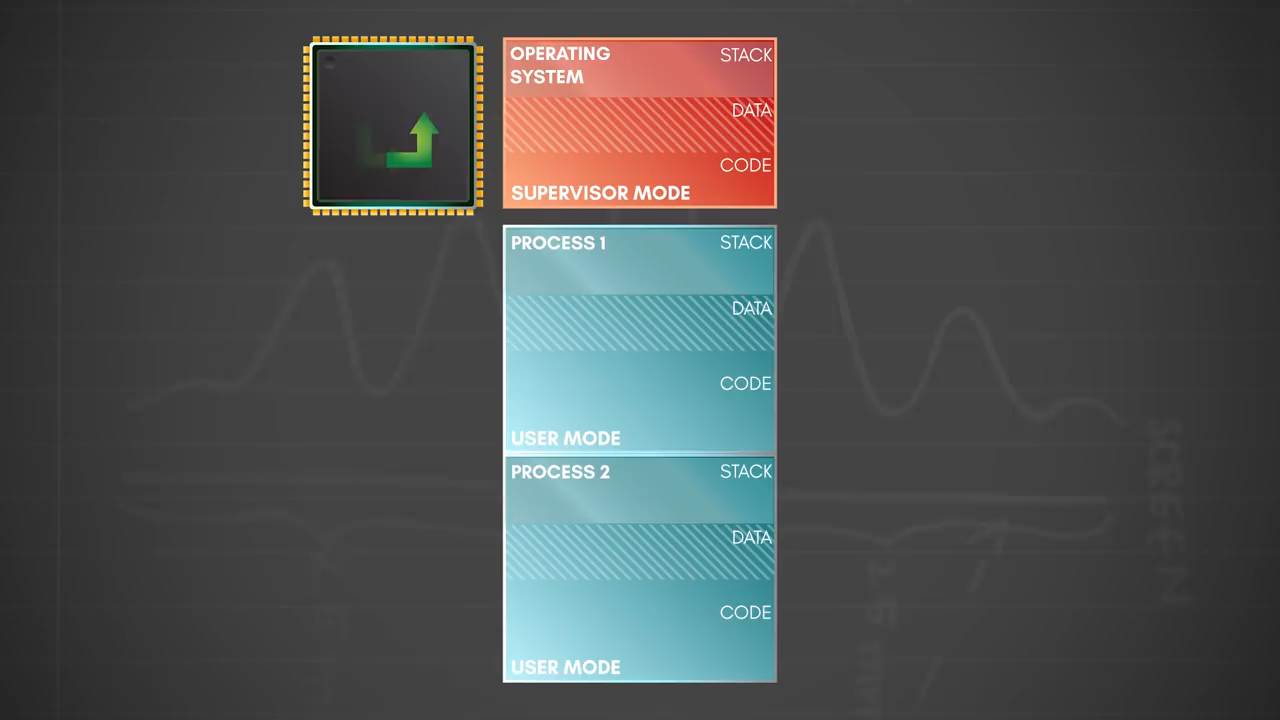 OPERATING
SYSTEM
STACK
DATA
CODE
SUPERVISOR MODE
PROCESS 1
STACK
DATA
CODE
USER MODE
PROCESS 2
STACK
DATA
CODE
USER MODE
SCREEN